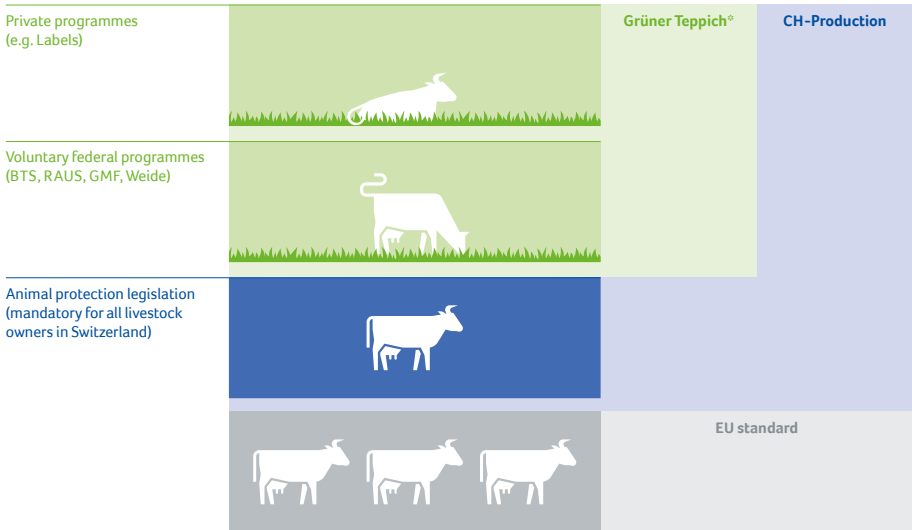 Private programmes
(e.g. Labels)
Grüner Teppich*
CH-Production
Voluntary federal programmes
(BTS, RAUS, GMF, Weide)
Animal protection legislation
(mandatory for all livestock
owners in Switzerland)
EU standard